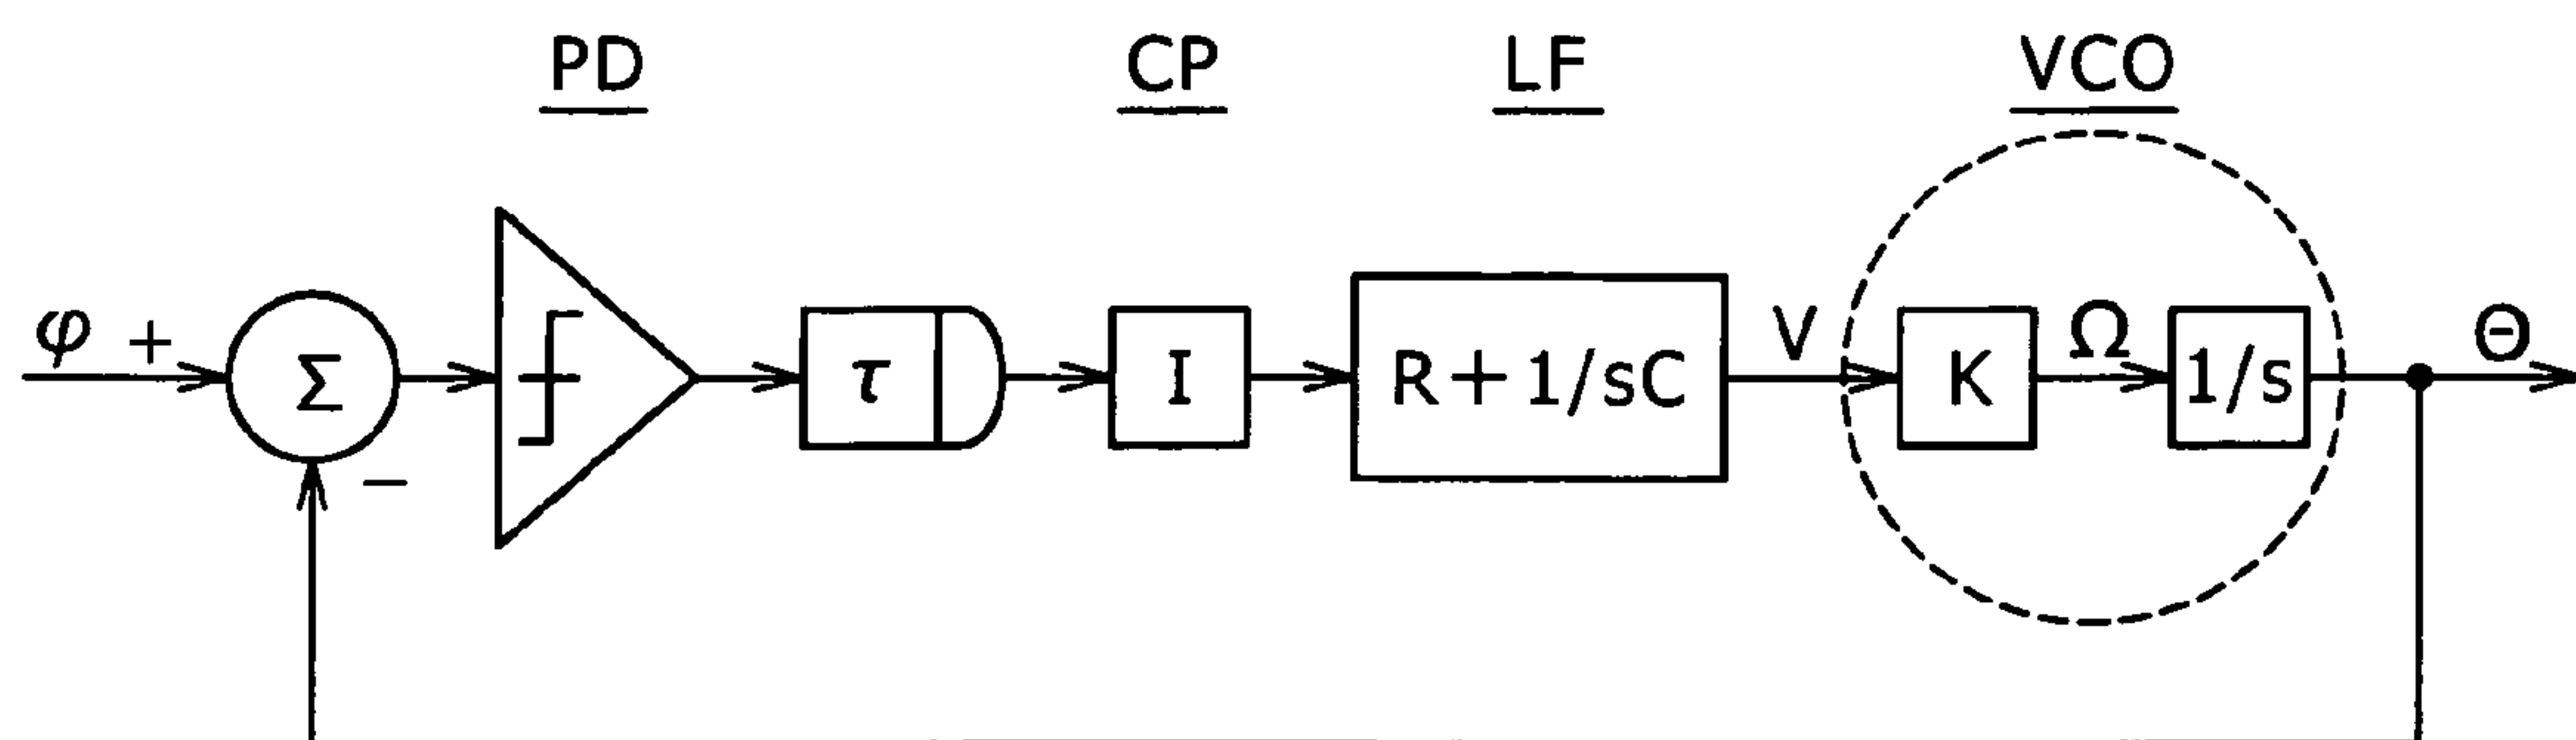 PD CP LF VCO
φ + Σ τ I R+1/sC V K Ω 1/s Θ
−